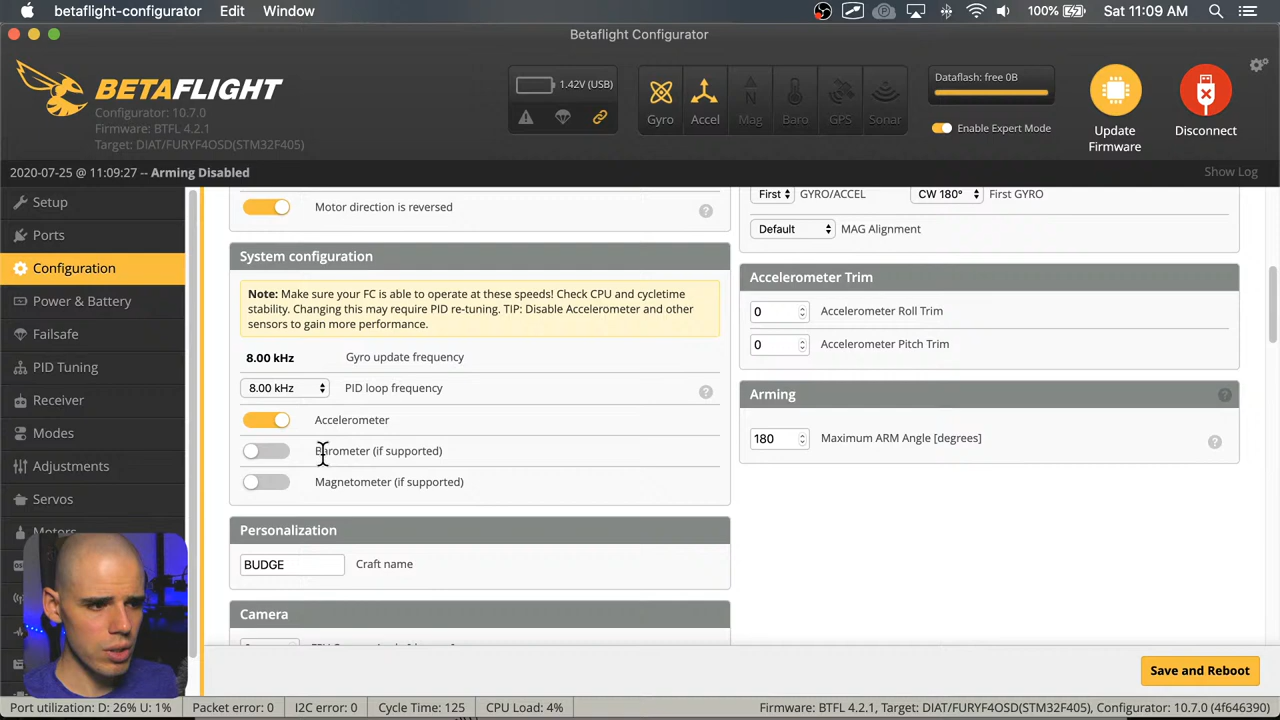 betaflight-configurator Edit Window 100% Sat 11:09 AM
Betaflight Configurator
BETAFLIGHT
Configurator: 10.7.0
Firmware: BTFL 4.2.1
Target: DIAT/FURYF4OSD(STM32F405)
1.42V (USB)
Gyro Accel Mag Baro GPS Sonar
Dataflash: free 0B
Enable Expert Mode
Update Firmware
Disconnect
2020-07-25 @ 11:09:27 -- Arming Disabled
Show Log
Setup
Ports
Configuration
Power & Battery
Failsafe
PID Tuning
Receiver
Modes
Adjustments
Servos
Motors
Motor direction is reversed
System configuration
Note: Make sure your FC is able to operate at these speeds! Check CPU and cycletime
stability. Changing this may require PID re-tuning. TIP: Disable Accelerometer and other
sensors to gain more performance.
8.00 kHz Gyro update frequency
8.00 kHz PID loop frequency
Accelerometer
Barometer (if supported)
Magnetometer (if supported)
Personalization
BUDGE Craft name
Camera
First GYRO/ACCEL CW 180° First GYRO
Default MAG Alignment
Accelerometer Trim
0 Accelerometer Roll Trim
0 Accelerometer Pitch Trim
Arming
180 Maximum ARM Angle [degrees]
Save and Reboot
Port utilization: D: 26% U: 1% Packet error: 0 I2C error: 0 Cycle Time: 125 CPU Load: 4% Firmware: BTFL 4.2.1, Target: DIAT/FURYF4OSD(STM32F405), Configurator: 10.7.0 (4f646390)